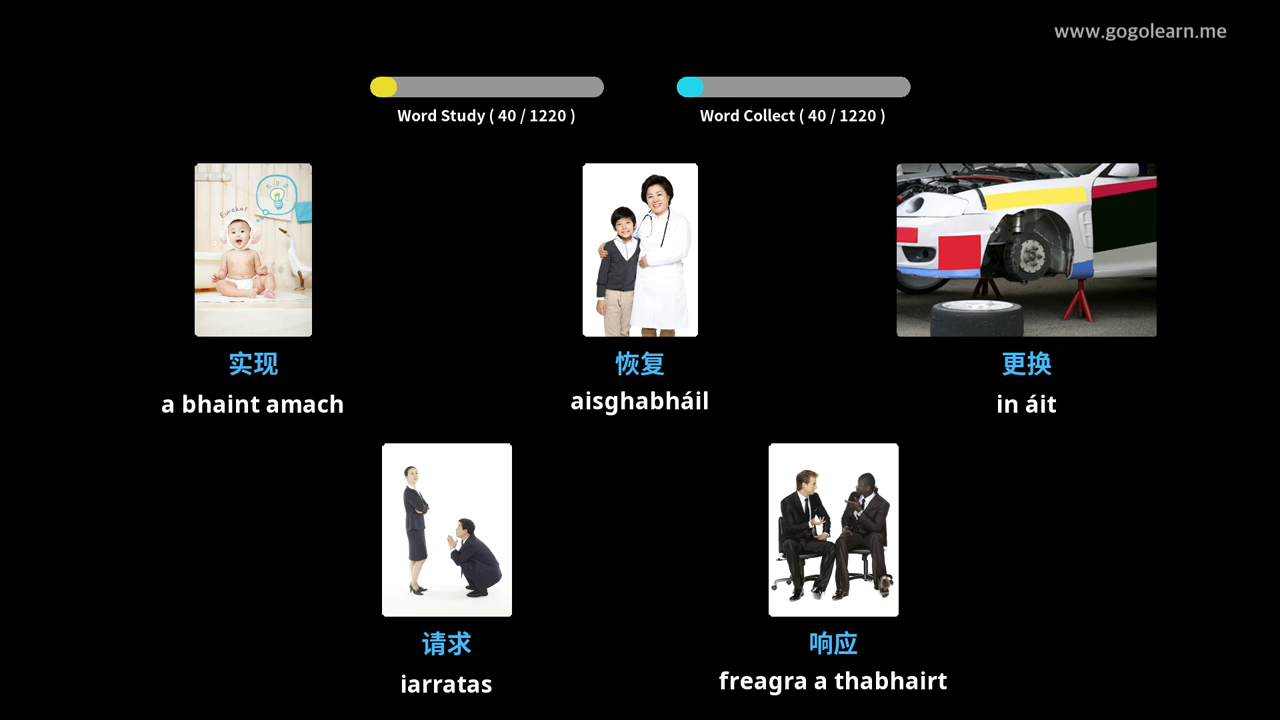 www.gogolearn.me
Word Study ( 40 / 1220 )
Word Collect ( 40 / 1220 )
Eureka!
实现
a bhaint amach
恢复
aisghabháil
更换
in áit
请求
iarratas
响应
freagra a thabhairt